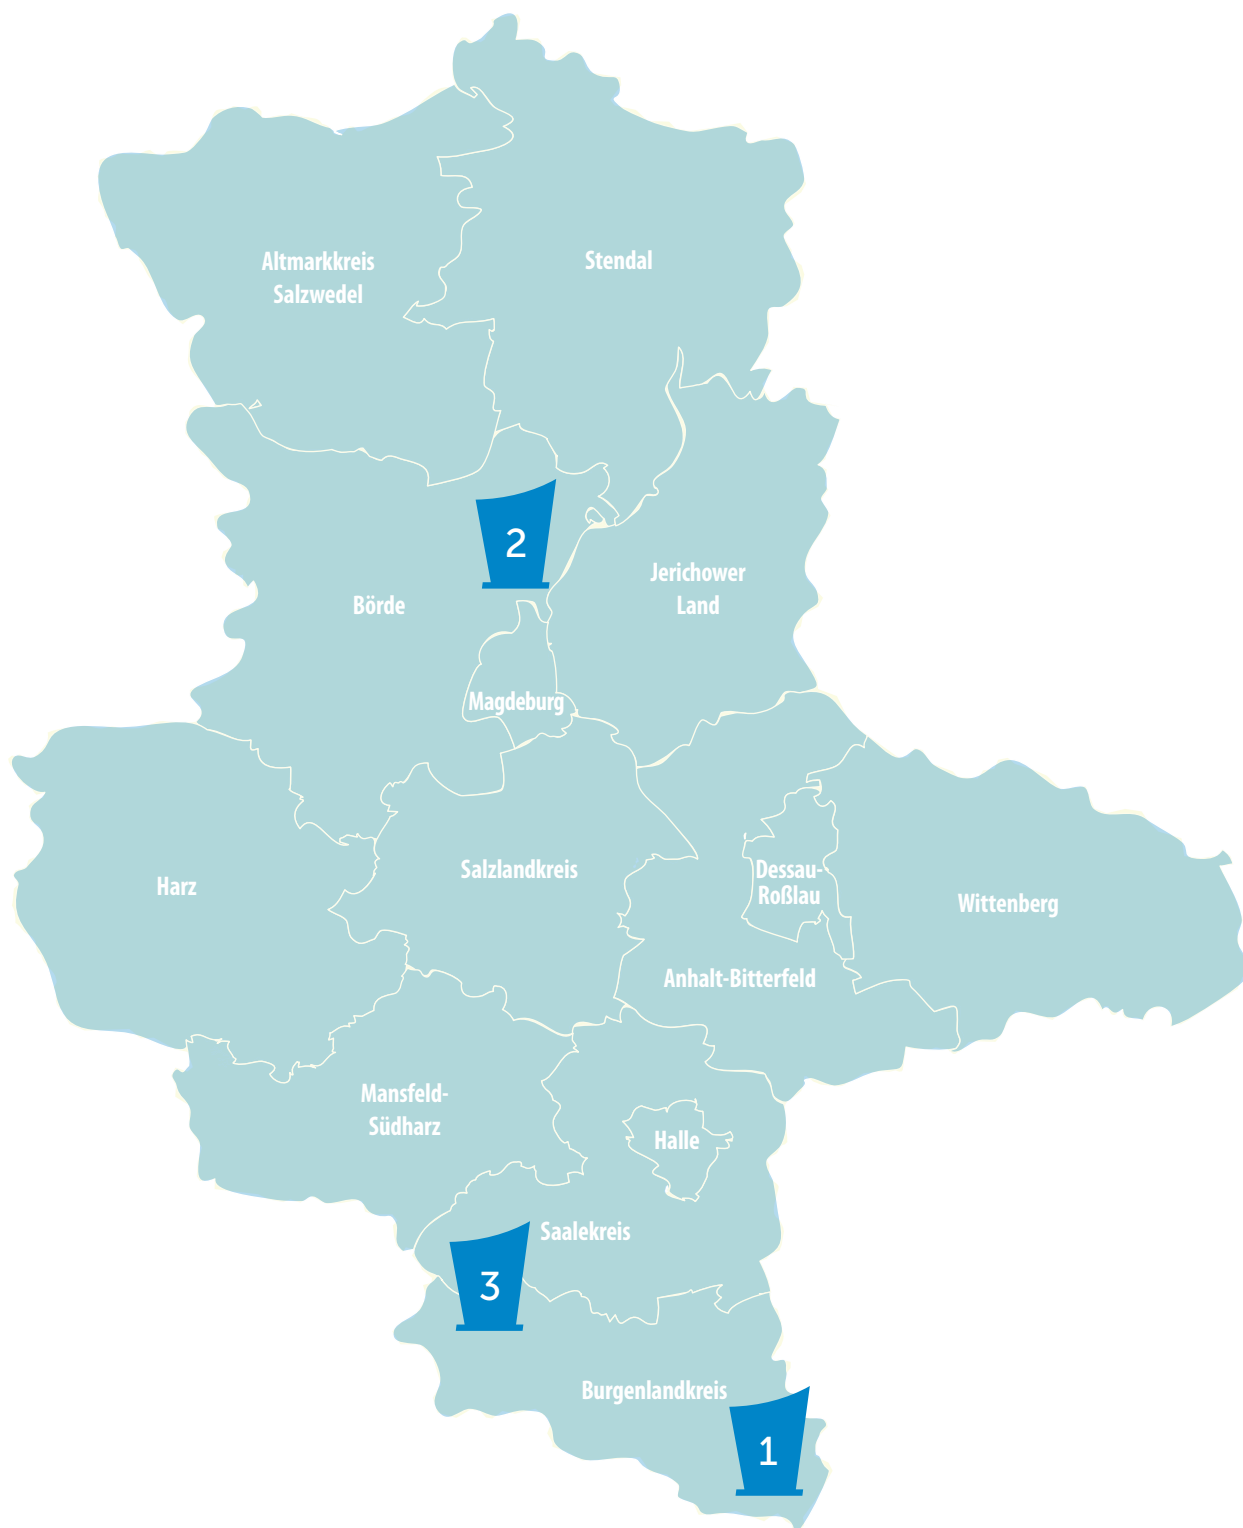 Altmarkkreis
Salzwedel
Stendal
2
Jerichower
Land
Börde
Magdeburg
Harz
Salzlandkreis
Dessau-
Roßlau
Wittenberg
Anhalt-Bitterfeld
Mansfeld-
Südharz
Halle
Saalekreis
3
Burgenlandkreis
1